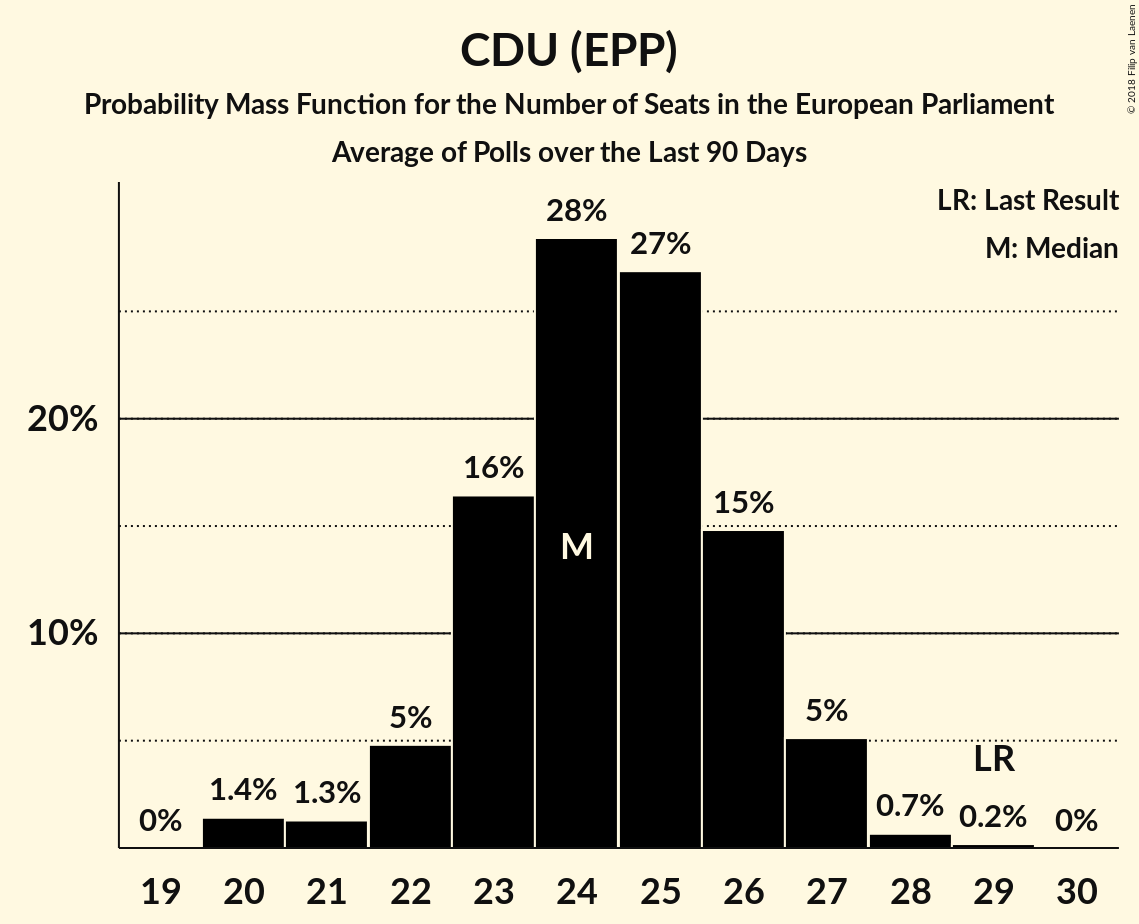 CDU (EPP)
Probability Mass Function for the Number of Seats in the European Parliament
Average of Polls over the Last 90 Days
© 2018 Filip van Laenen
LR: Last Result
M: Median
20%
10%
0%
1.4%
1.3%
5%
16%
28%
27%
15%
5%
0.7%
0.2%
0%
M
LR
19 20 21 22 23 24 25 26 27 28 29 30